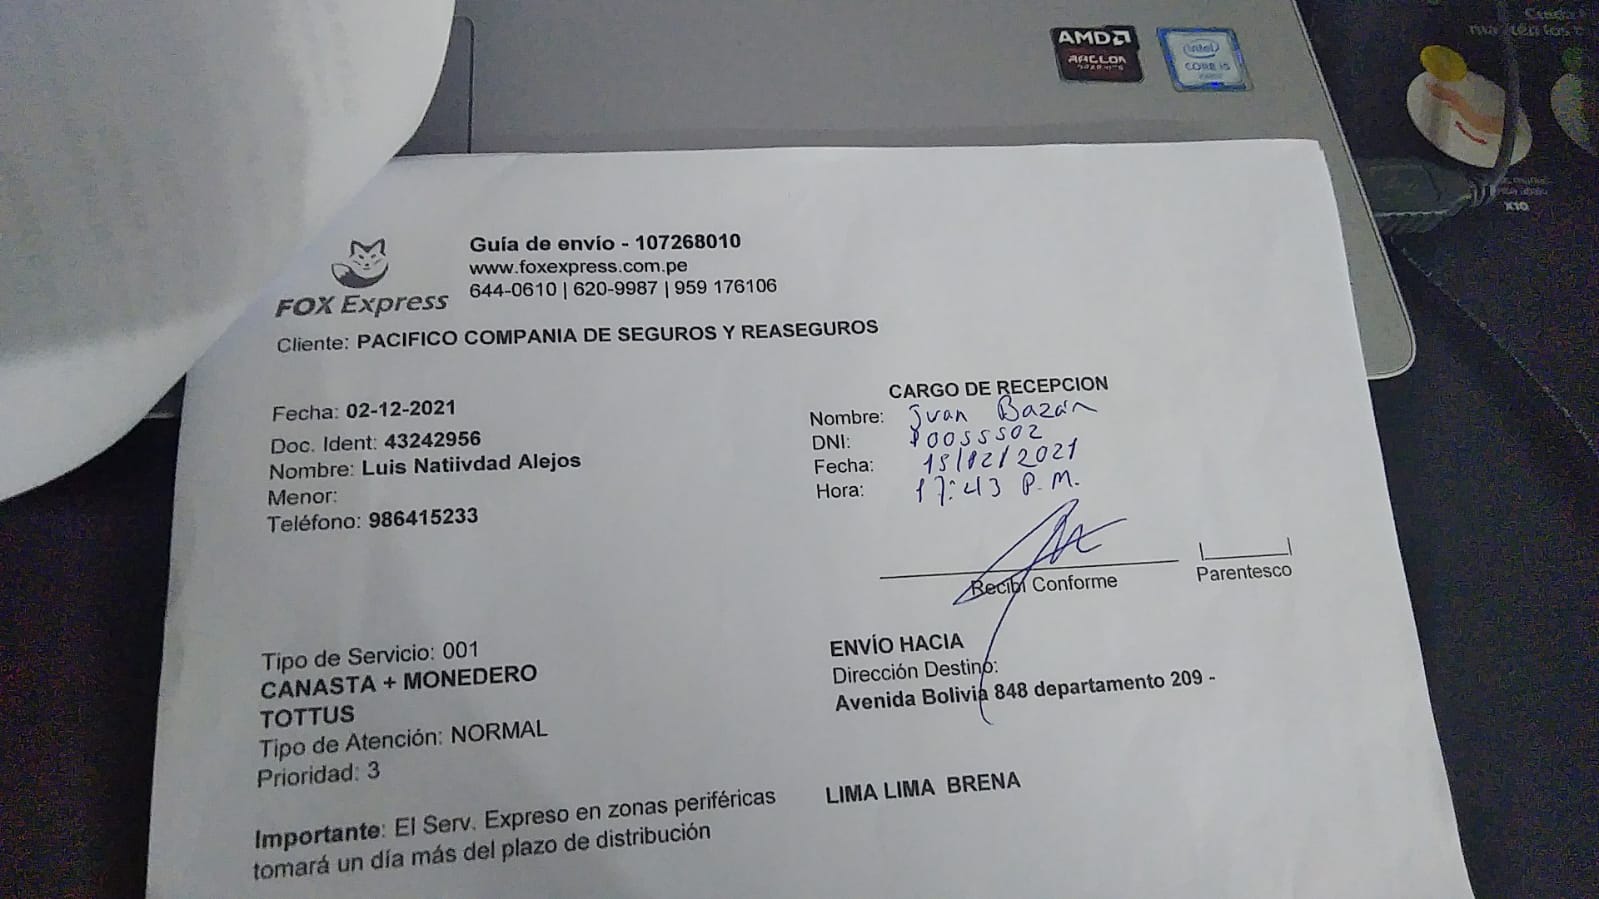 AMD
RADEON
intel
CORE i5
X10
Guía de envío - 107268010
www.foxexpress.com.pe
644-0610 | 620-9987 | 959 176106
FOX Express
Cliente: PACIFICO COMPANIA DE SEGUROS Y REASEGUROS
Fecha: 02-12-2021
Doc. Ident: 43242956
Nombre: Luis Natiivdad Alejos
Menor:
Teléfono: 986415233
CARGO DE RECEPCION
Nombre: Juan Bazán
DNI: 10055502
Fecha: 15/12/2021
Hora: 17:43 P.M.
Recibi Conforme
Parentesco
Tipo de Servicio: 001
CANASTA + MONEDERO
TOTTUS
Tipo de Atención: NORMAL
Prioridad: 3
ENVÍO HACIA
Dirección Destino:
Avenida Bolivia 848 departamento 209 -
LIMA LIMA BRENA
Importante: El Serv. Expreso en zonas periféricas
tomará un día más del plazo de distribución